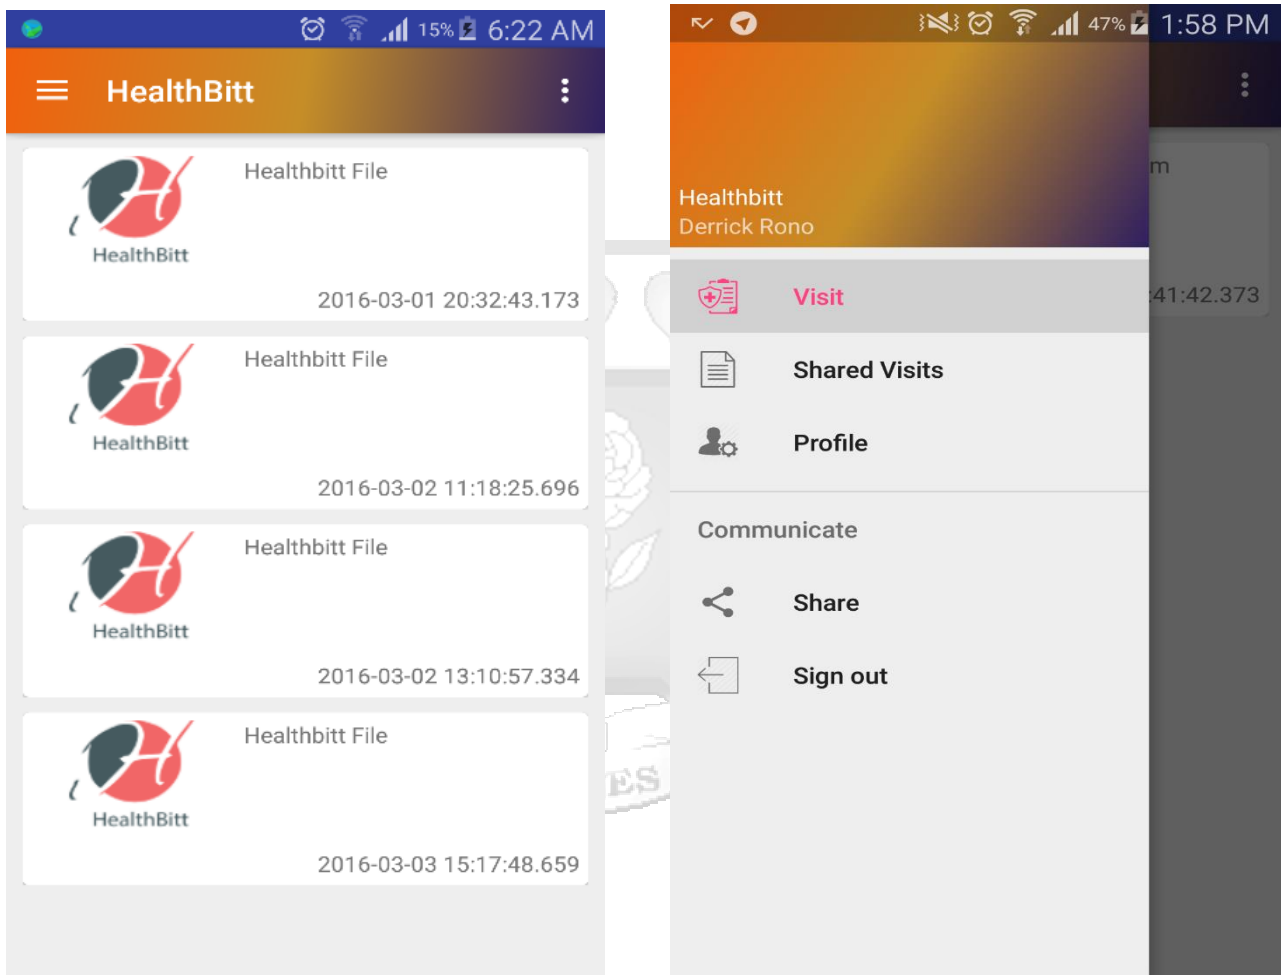 15% 6:22 AM
HealthBitt
Healthbitt File
HealthBitt
2016-03-01 20:32:43.173
Healthbitt File
HealthBitt
2016-03-02 11:18:25.696
Healthbitt File
HealthBitt
2016-03-02 13:10:57.334
Healthbitt File
HealthBitt
2016-03-03 15:17:48.659
47% 1:58 PM
m
Healthbitt
Derrick Rono
Visit
:41:42.373
Shared Visits
Profile
Communicate
Share
Sign out
ES